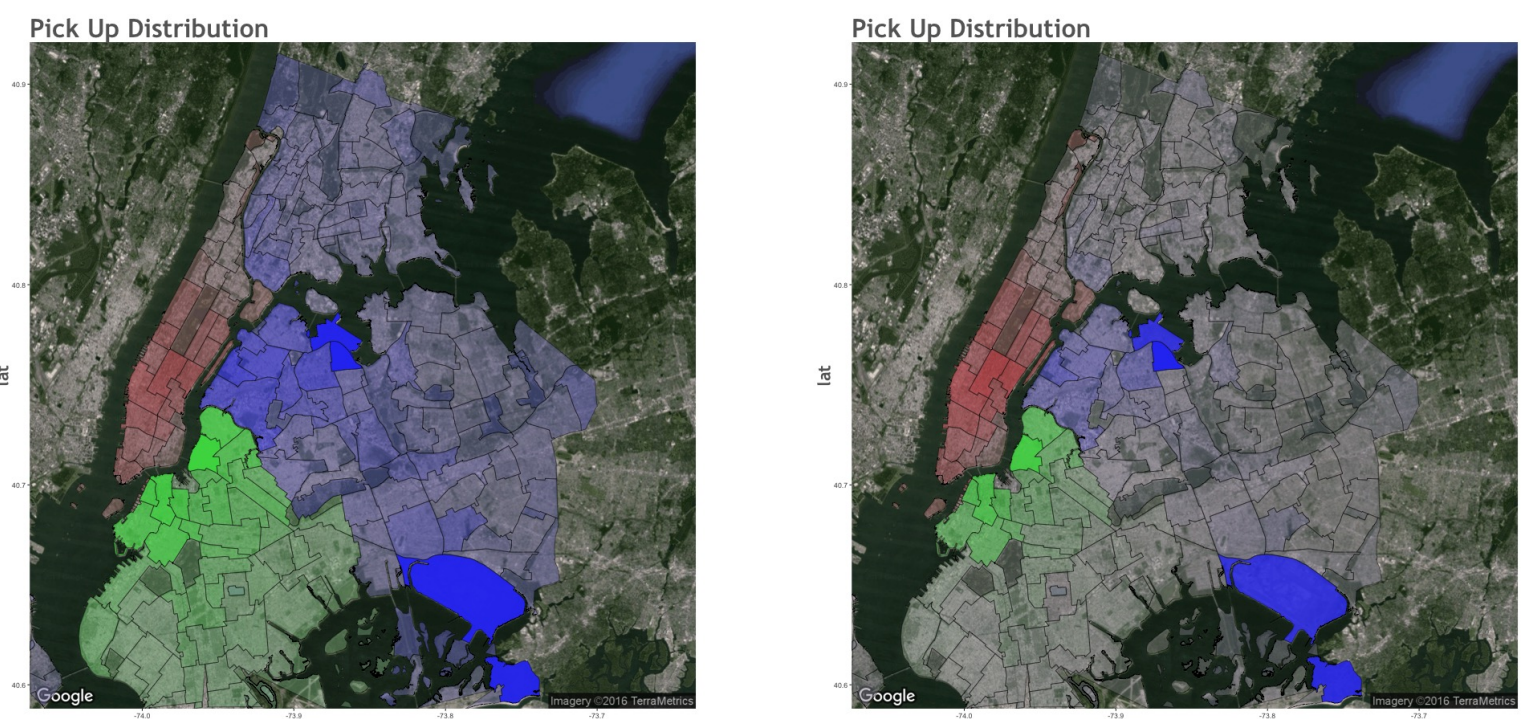 Pick Up Distribution
40.9
40.8
lat
40.7
40.6
Google
Imagery ©2016 TerraMetrics
-74.0
-73.9
-73.8
-73.7
Pick Up Distribution
40.9
40.8
lat
40.7
40.6
Google
Imagery ©2016 TerraMetrics
-74.0
-73.9
-73.8
-73.7